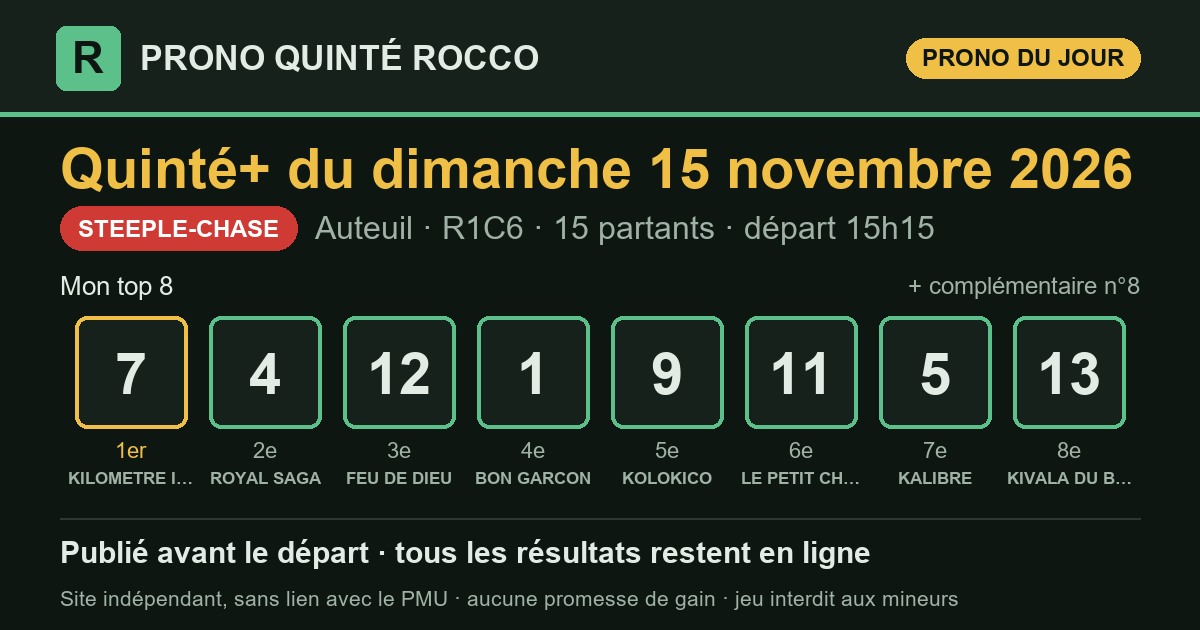 R PRONO QUINTÉ ROCCO PRONO DU JOUR
Quinté+ du dimanche 15 novembre 2026
STEEPLE-CHASE Auteuil · R1C6 · 15 partants · départ 15h15
Mon top 8 + complémentaire n°8
7 4 12 1 9 11 5 13
1er 2e 3e 4e 5e 6e 7e 8e
KILOMETRE I... ROYAL SAGA FEU DE DIEU BON GARCON KOLOKICO LE PETIT CH... KALIBRE KIVALA DU B...
Publié avant le départ · tous les résultats restent en ligne
Site indépendant, sans lien avec le PMU · aucune promesse de gain · jeu interdit aux mineurs